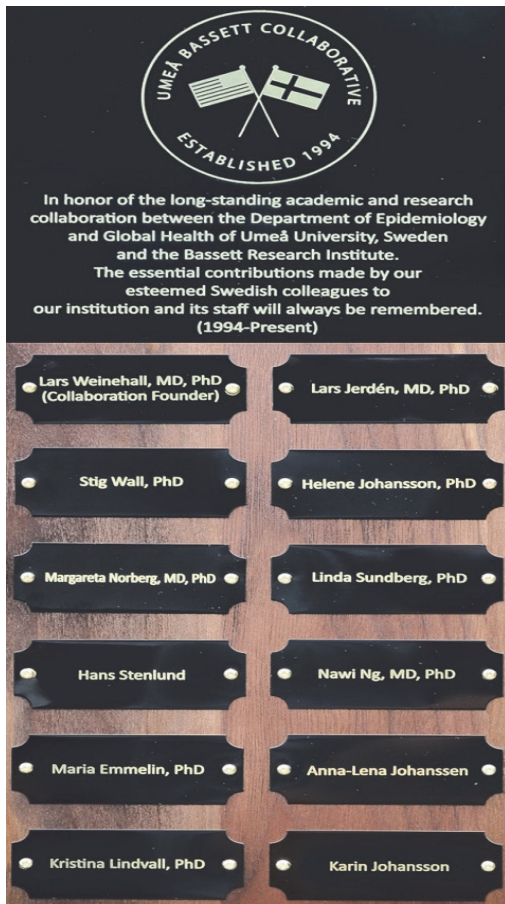 UMEÅ BASSETT COLLABORATIVE
ESTABLISHED 1994
In honor of the long-standing academic and research
collaboration between the Department of Epidemiology
and Global Health of Umeå University, Sweden
and the Bassett Research Institute.
The essential contributions made by our
esteemed Swedish colleagues to
our institution and its staff will always be remembered.
(1994-Present)
Lars Weinehall, MD, PhD
(Collaboration Founder)
Lars Jerdén, MD, PhD
Stig Wall, PhD
Helene Johansson, PhD
Margareta Norberg, MD, PhD
Linda Sundberg, PhD
Hans Stenlund
Nawi Ng, MD, PhD
Maria Emmelin, PhD
Anna-Lena Johanssen
Kristina Lindvall, PhD
Karin Johansson